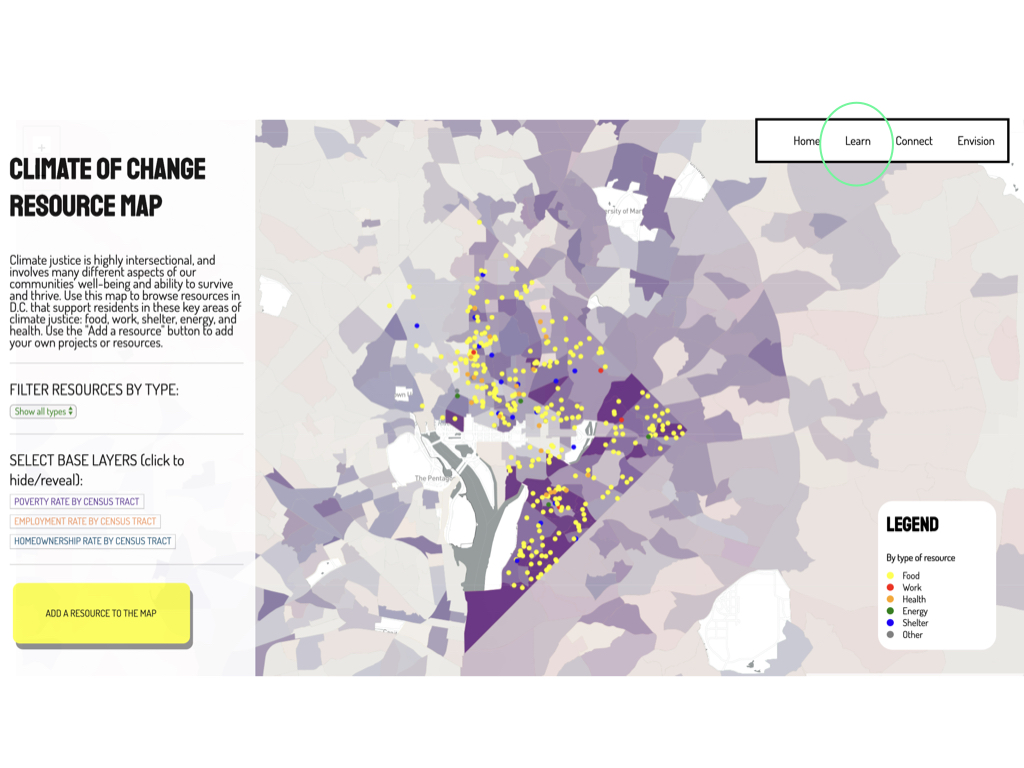 Home Learn Connect Envision
CLIMATE OF CHANGE
RESOURCE MAP
Climate justice is highly intersectional, and
involves many different aspects of our
communities' well-being and ability to survive
and thrive. Use this map to browse resources in
D.C. that support residents in these key areas of
climate justice: food, work, shelter, energy, and
health. Use the "Add a resource" button to add
your own projects or resources.
FILTER RESOURCES BY TYPE:
Show all types
SELECT BASE LAYERS (click to
hide/reveal):
POVERTY RATE BY CENSUS TRACT
EMPLOYMENT RATE BY CENSUS TRACT
HOMEOWNERSHIP RATE BY CENSUS TRACT
ADD A RESOURCE TO THE MAP
The Penta
LEGEND
By type of resource
Food
Work
Health
Energy
Shelter
Other